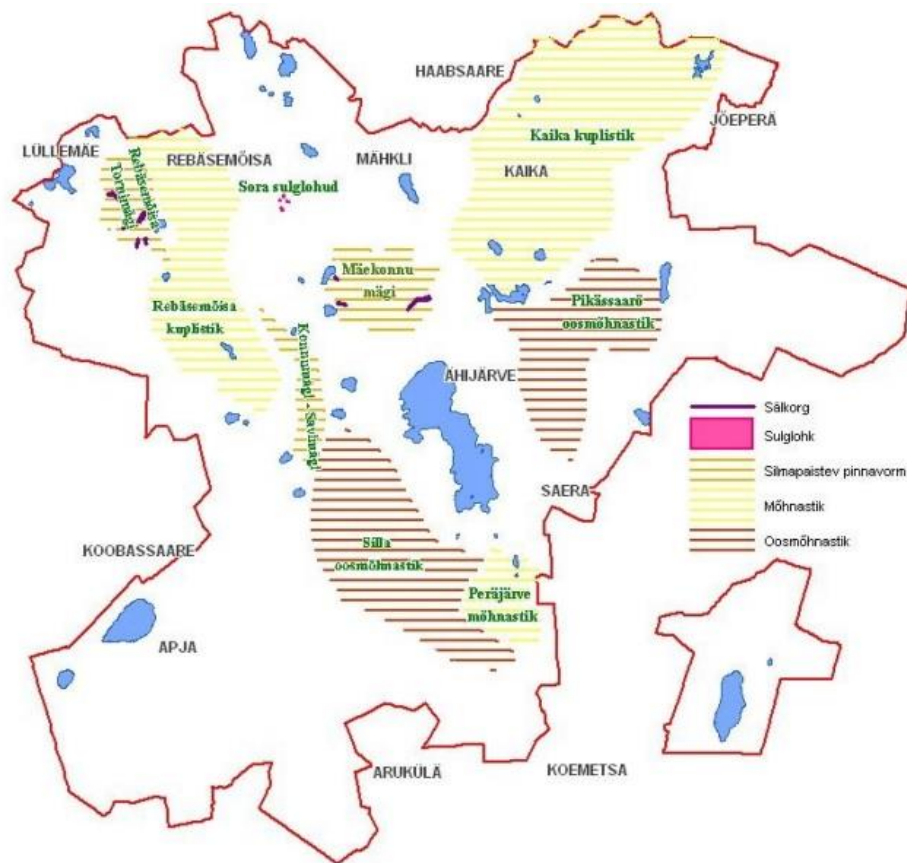 HAABSAARE
Kaika kuplistik
JÕEPERÄ
LÜLLEMÄE
REBÄSEMÕISA
MÄHKLI
KAIKA
Rebäsemõisa
Tornimägi
Sora sulglohud
Mäekonnu
mägi
Pikässaarõ
oosmõhnastik
Rebäsemõisa
kuplistik
Konnumägi - Savimägi
ÄHIJÄRVE
Sälkorg
Sulglohk
Silmapaistev pinnavorm
Mõhnastik
Oosmõhnastik
SAERA
KOOBASSAARE
Silla
oosmõhnastik
Peräjärve
mõhnastik
APJA
ARUKÜLÄ
KOEMETSA